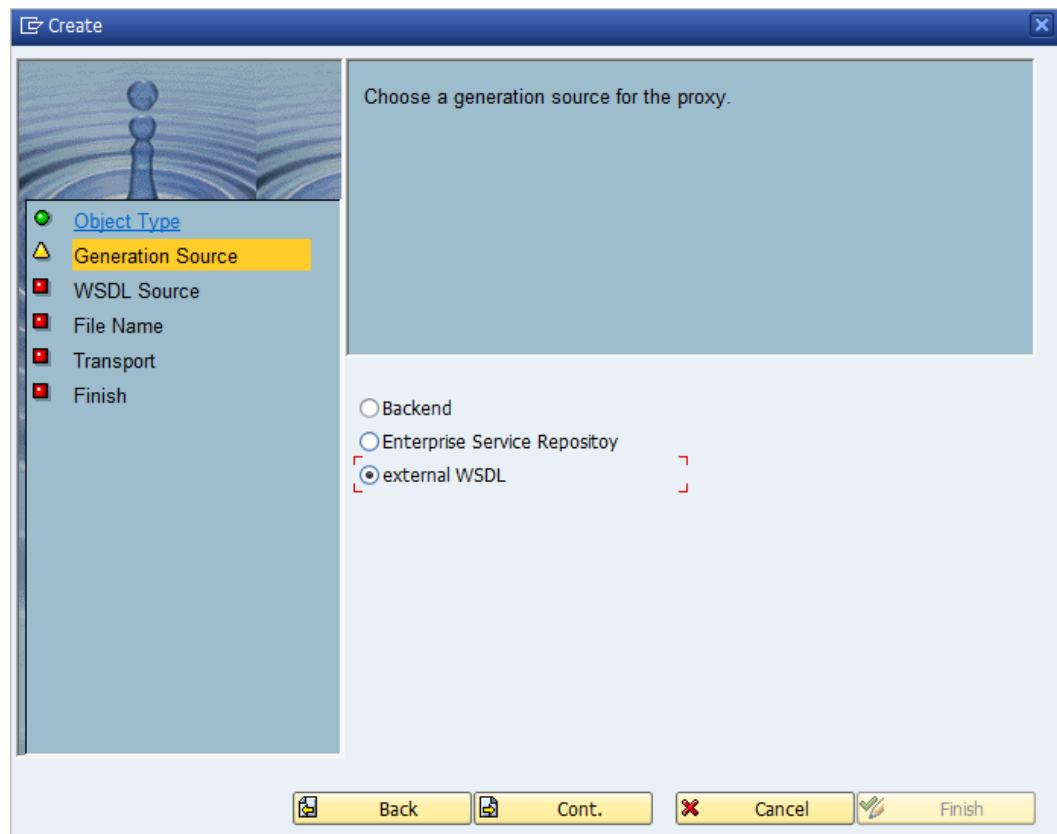 Create
Choose a generation source for the proxy.
Object Type
Generation Source
WSDL Source
File Name
Transport
Finish
Backend
Enterprise Service Repositoy
external WSDL
Back
Cont.
Cancel
Finish